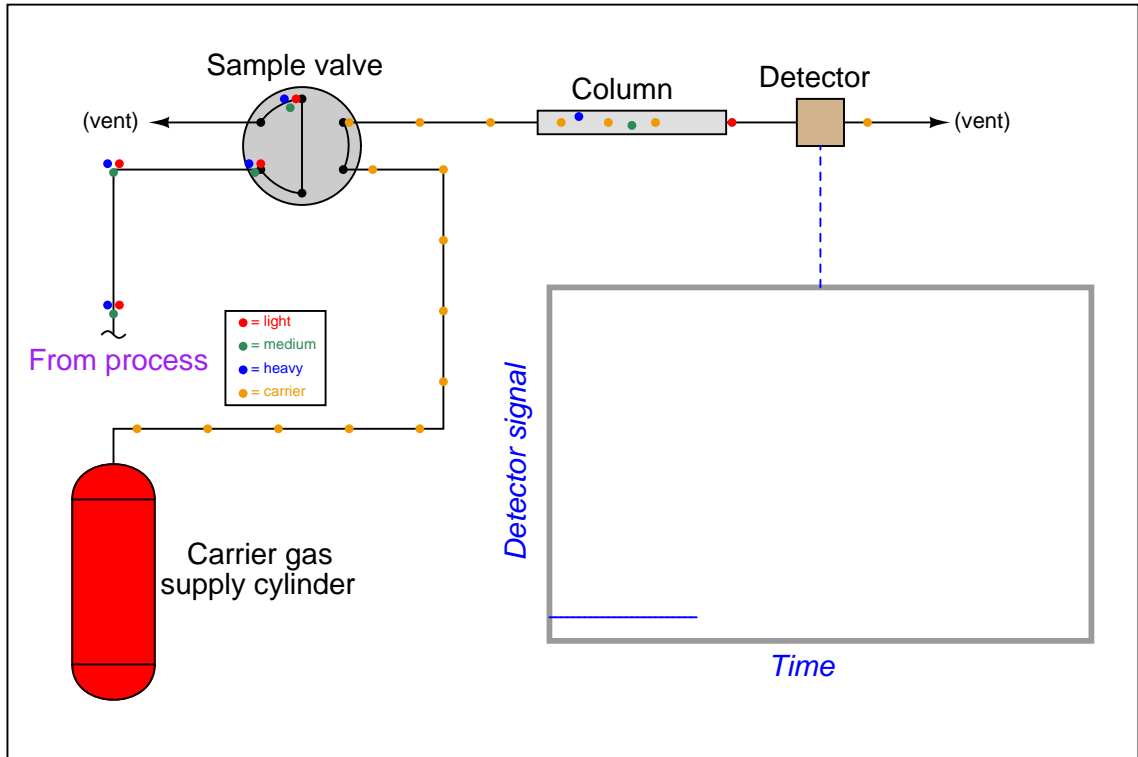 Sample valve
Column
Detector
(vent)
(vent)
From process
= light
= medium
= heavy
= carrier
Detector signal
Carrier gas
supply cylinder
Time